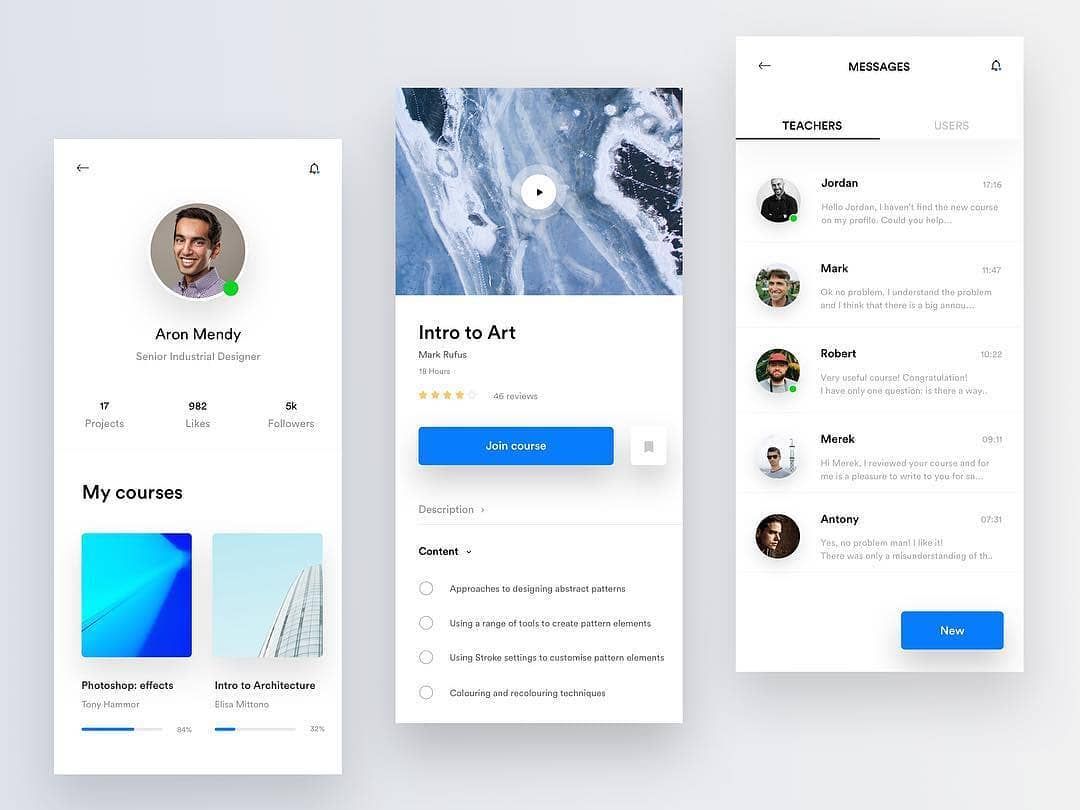 Aron Mendy
Senior Industrial Designer
17 982 5k
Projects Likes Followers
My courses
Photoshop: effects
Tony Hammor
84%
Intro to Architecture
Elisa Mittono
32%
Intro to Art
Mark Rufus
18 Hours
46 reviews
Join course
Description
Content
Approaches to designing abstract patterns
Using a range of tools to create pattern elements
Using Stroke settings to customise pattern elements
Colouring and recolouring techniques
MESSAGES
TEACHERS USERS
Jordan 17:16
Hello Jordan, I haven't find the new course
on my profile. Could you help...
Mark 11:47
Ok no problem, I understand the problem
and I think that there is a big annou...
Robert 10:22
Very useful course! Congratulation!
I have only one question: is there a way..
Merek 09:11
Hi Merek, I reviewed your course and for
me is a pleasure to write to you for sa...
Antony 07:31
Yes, no problem man! I like it!
There was only a misunderstanding of th..
New